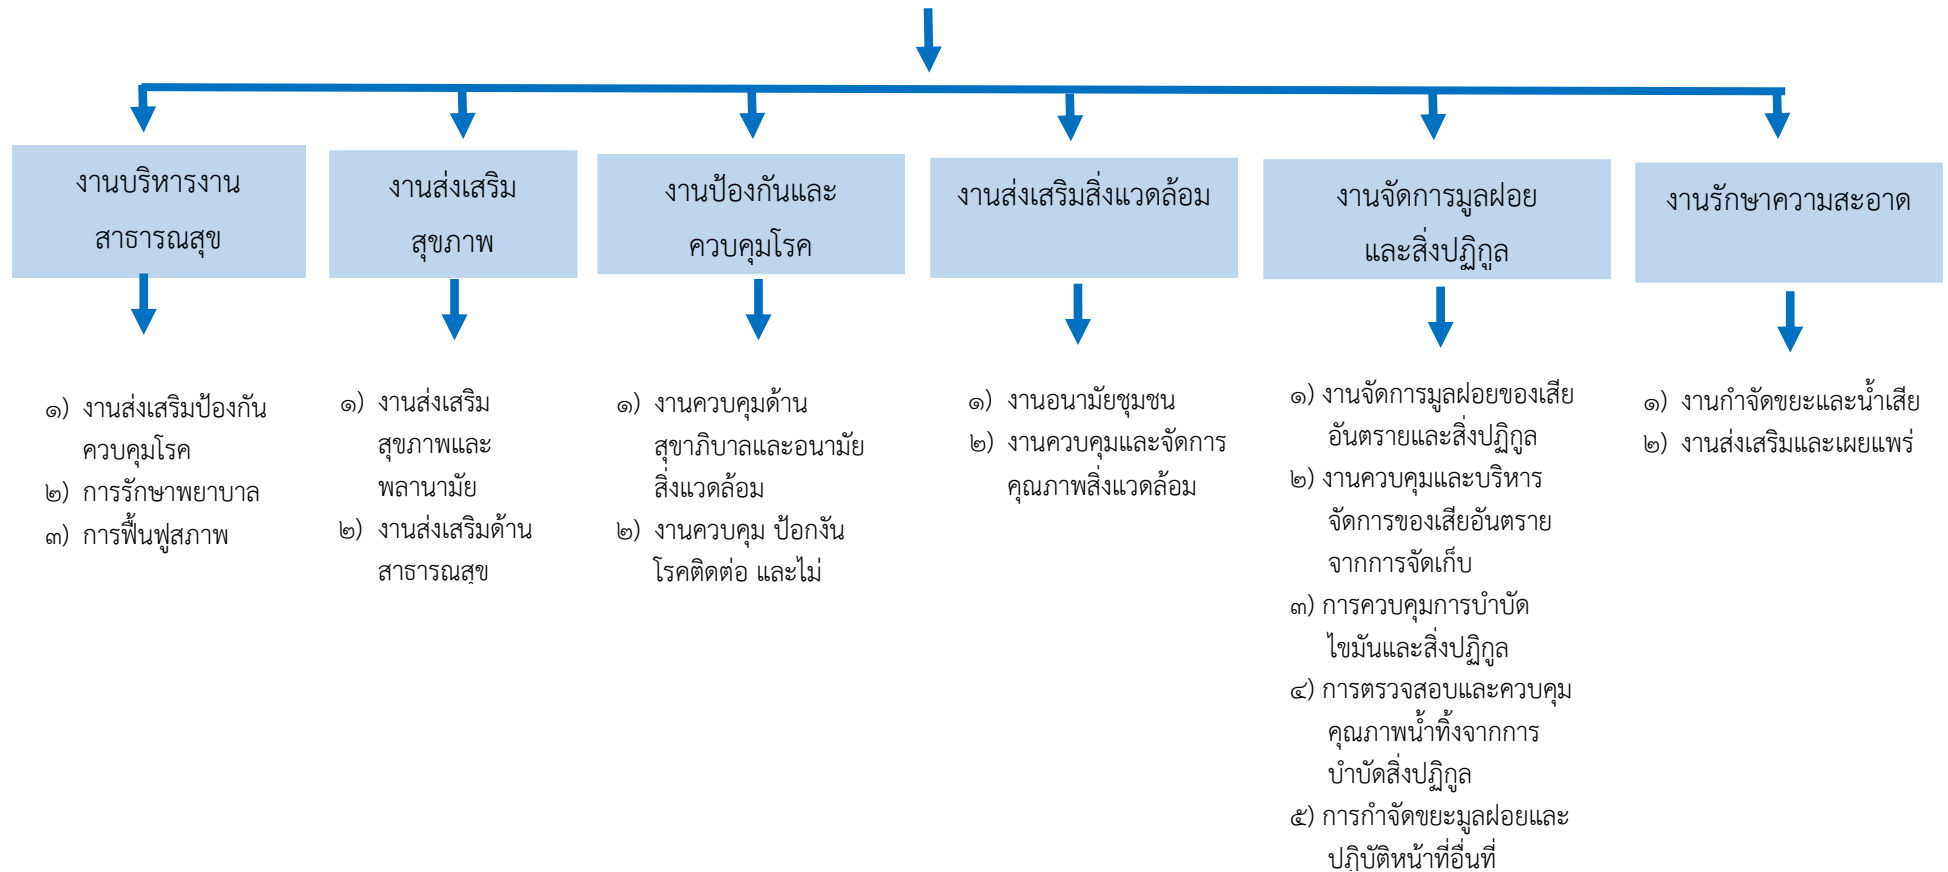 งานบริหารงาน
สาธารณสุข
งานส่งเสริม
สุขภาพ
งานป้องกันและ
ควบคุมโรค
งานส่งเสริมสิ่งแวดล้อม
งานจัดการมูลฝอย
และสิ่งปฏิกูล
งานรักษาความสะอาด
๑) งานส่งเสริมป้องกัน
ควบคุมโรค
๒) การรักษาพยาบาล
๓) การฟื้นฟูสภาพ
๑) งานส่งเสริม
สุขภาพและ
พลานามัย
๒) งานส่งเสริมด้าน
สาธารณสุข
๑) งานควบคุมด้าน
สุขาภิบาลและอนามัย
สิ่งแวดล้อม
๒) งานควบคุม ป้อกงัน
โรคติดต่อ และไม่
๑) งานอนามัยชุมชน
๒) งานควบคุมและจัดการ
คุณภาพสิ่งแวดล้อม
๑) งานจัดการมูลฝอยของเสีย
อันตรายและสิ่งปฏิกูล
๒) งานควบคุมและบริหาร
จัดการของเสียอันตราย
จากการจัดเก็บ
๓) การควบคุมการบำบัด
ไขมันและสิ่งปฏิกูล
๔) การตรวจสอบและควบคุม
คุณภาพน้ำทิ้งจากการ
บำบัดสิ่งปฏิกูล
๕) การกำจัดขยะมูลฝอยและ
ปฏิบัติหน้าที่อื่นที่
๑) งานกำจัดขยะและน้ำเสีย
๒) งานส่งเสริมและเผยแพร่